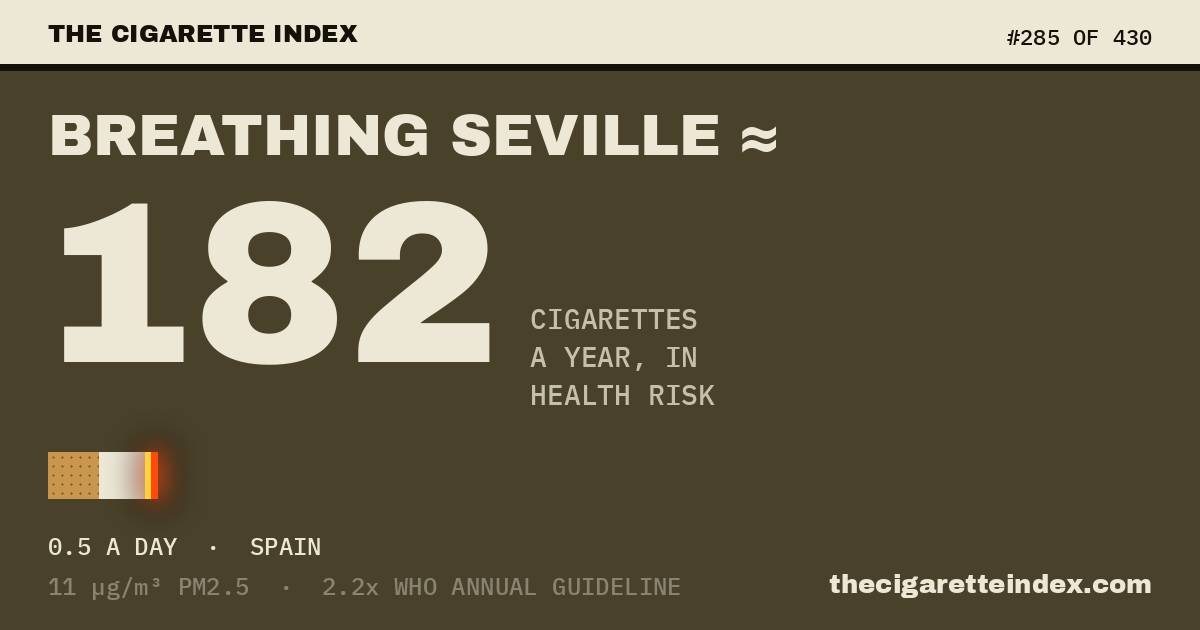 THE CIGARETTE INDEX
#285 OF 430
BREATHING SEVILLE ≈
182
CIGARETTES
A YEAR, IN
HEALTH RISK
0.5 A DAY · SPAIN
11 µg/m³ PM2.5 · 2.2x WHO ANNUAL GUIDELINE
thecigaretteindex.com